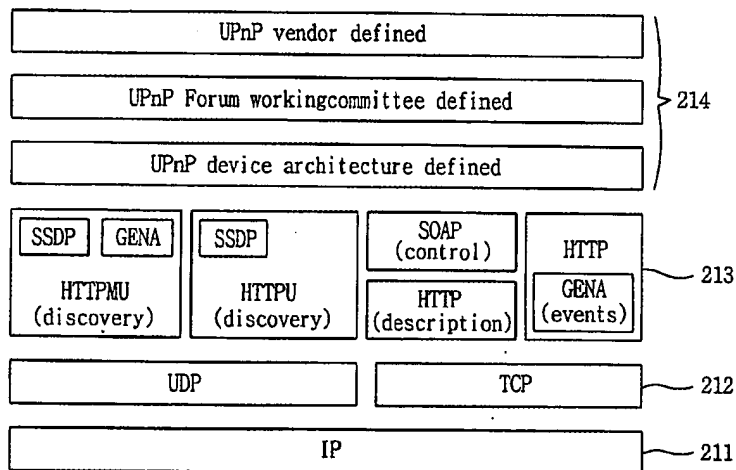 UPnP vendor defined
UPnP Forum workingcommittee defined
214
UPnP device architecture defined
SSDP GENA
HTTPMU
(discovery)
SSDP
HTTPU
(discovery)
SOAP
(control)
HTTP
(description)
HTTP
GENA
(events)
213
UDP
TCP
212
IP
211